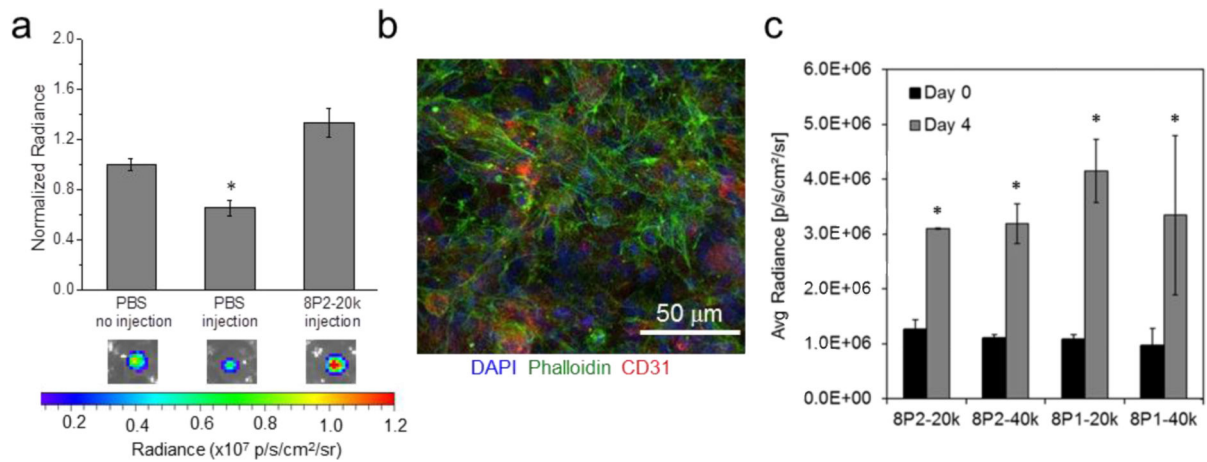 a
2.0
1.6
1.2
0.8
0.4
0.0
Normalized Radiance
*
PBS
no injection
PBS
injection
8P2-20k
injection
0.2 0.4 0.6 0.8 1.0 1.2
Radiance (x10⁷ p/s/cm²/sr)
b
50 μm
DAPI Phalloidin CD31
c
6.0E+06
5.0E+06
4.0E+06
3.0E+06
2.0E+06
1.0E+06
0.0E+00
Avg Radiance [p/s/cm²/sr]
Day 0
Day 4
* * * *
8P2-20k 8P2-40k 8P1-20k 8P1-40k